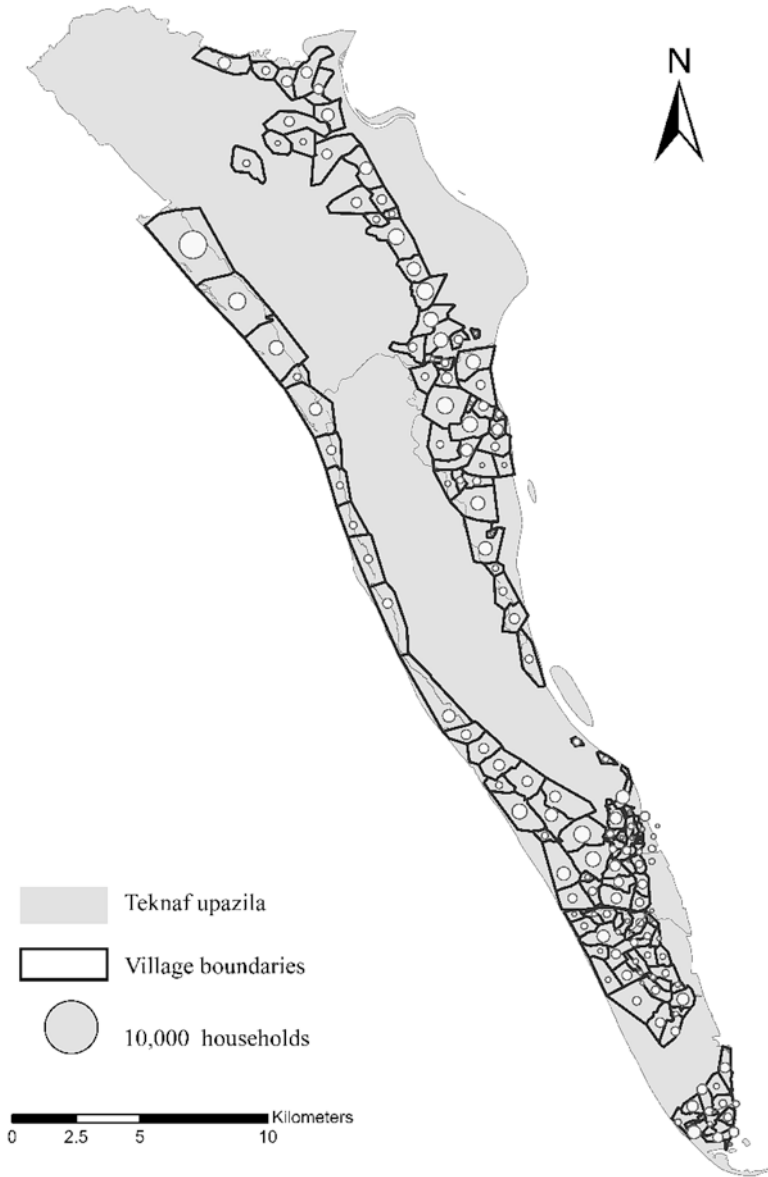 N
Teknaf upazila
Village boundaries
10,000 households
Kilometers
0 2.5 5 10